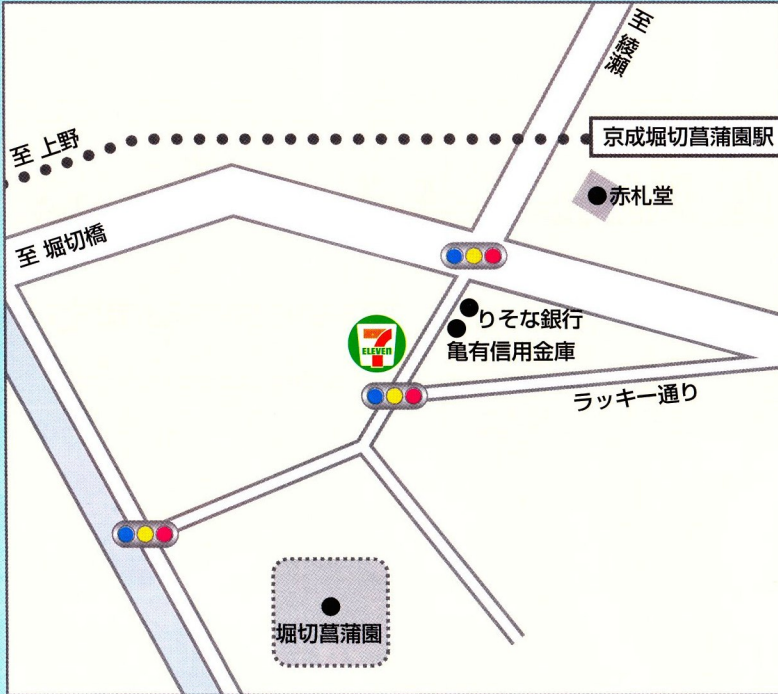 至 綾瀬
至 上野
京成堀切菖蒲園駅
赤札堂
至 堀切橋
りそな銀行
7
ELEVEN
亀有信用金庫
ラッキー通り
堀切菖蒲園